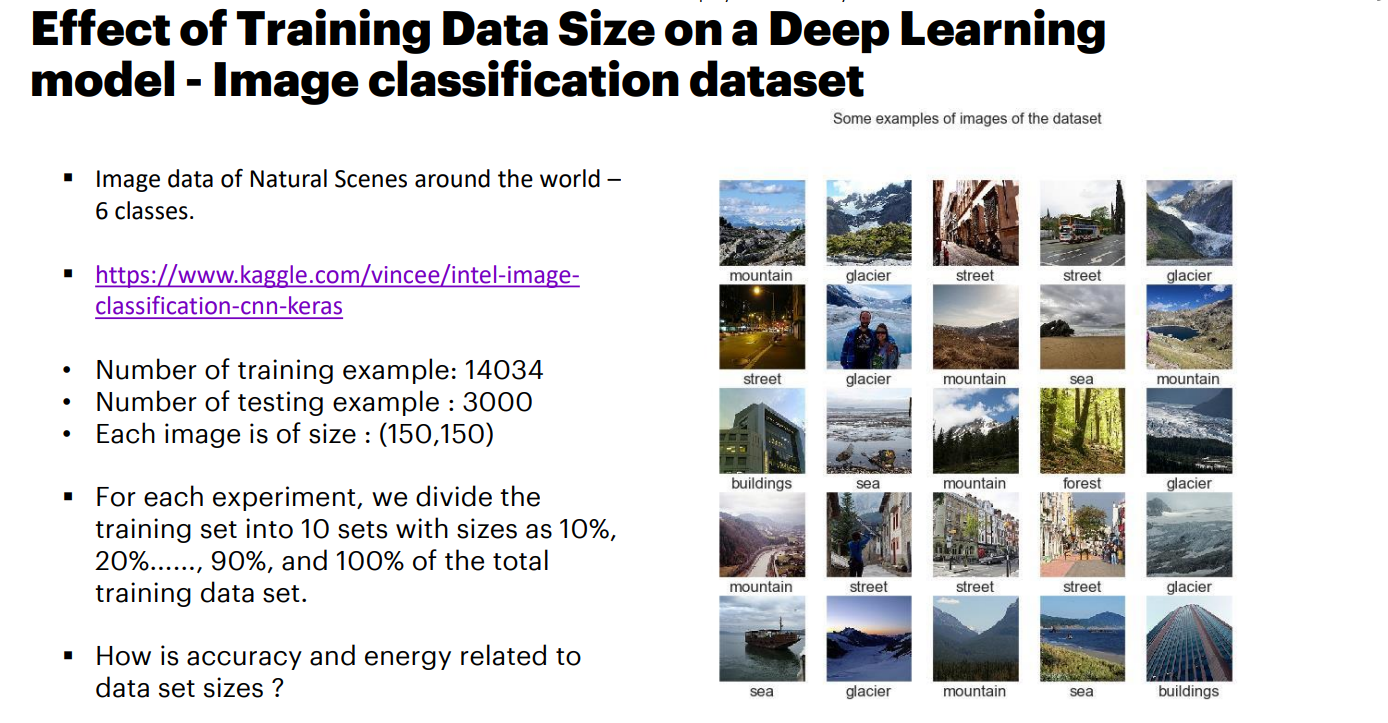 Effect of Training Data Size on a Deep Learning
model - Image classification dataset
Some examples of images of the dataset
▪ Image data of Natural Scenes around the world –
6 classes.
▪ https://www.kaggle.com/vincee/intel-image-
classification-cnn-keras
• Number of training example: 14034
• Number of testing example : 3000
• Each image is of size : (150,150)
▪ For each experiment, we divide the
training set into 10 sets with sizes as 10%,
20%......, 90%, and 100% of the total
training data set.
▪ How is accuracy and energy related to
data set sizes ?
mountain glacier street street glacier
street glacier mountain sea mountain
buildings sea mountain forest glacier
mountain street street street glacier
sea glacier mountain sea buildings